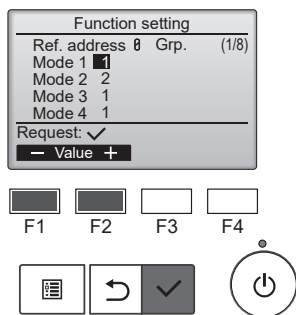 Function setting
Ref. address 0 Grp. (1/8)
Mode 1 1
Mode 2 2
Mode 3 1
Mode 4 1
Request: ✓
− Value +
F1 F2 F3 F4